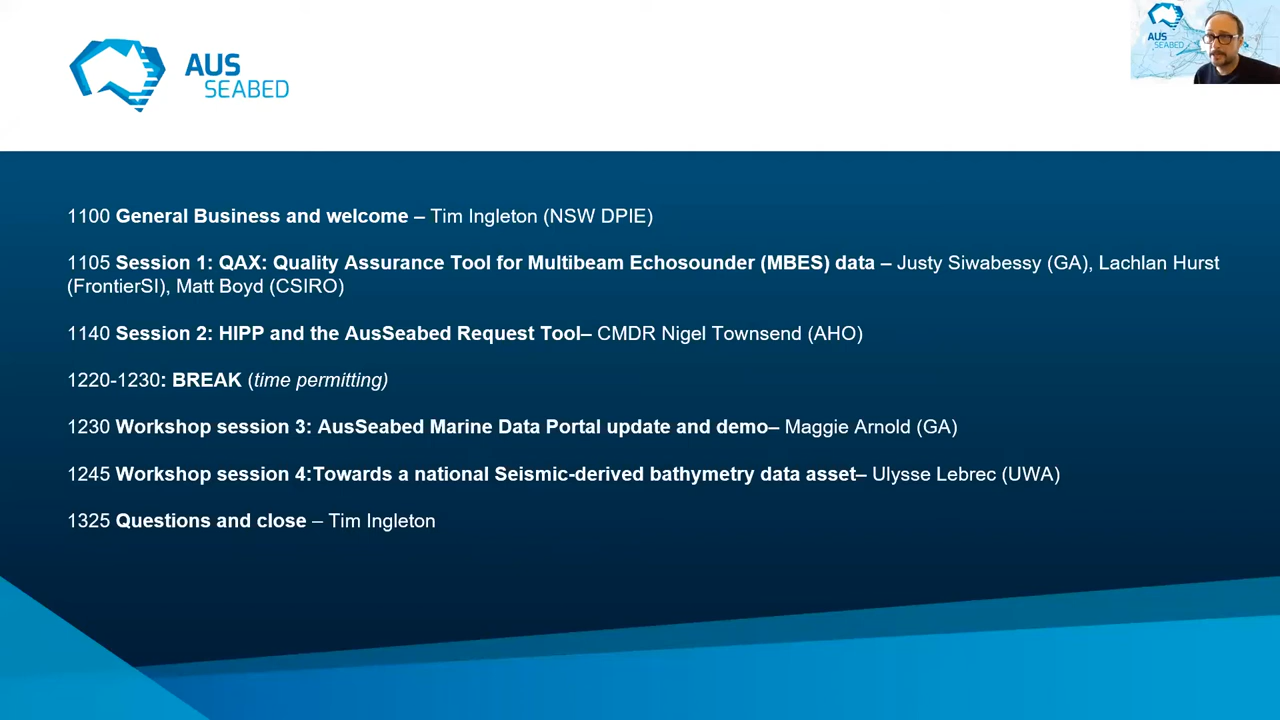 AUS
SEABED
AUS
SEABED
1100 General Business and welcome – Tim Ingleton (NSW DPIE)
1105 Session 1: QAX: Quality Assurance Tool for Multibeam Echosounder (MBES) data – Justy Siwabessy (GA), Lachlan Hurst
(FrontierSI), Matt Boyd (CSIRO)
1140 Session 2: HIPP and the AusSeabed Request Tool– CMDR Nigel Townsend (AHO)
1220-1230: BREAK (time permitting)
1230 Workshop session 3: AusSeabed Marine Data Portal update and demo– Maggie Arnold (GA)
1245 Workshop session 4:Towards a national Seismic-derived bathymetry data asset– Ulysse Lebrec (UWA)
1325 Questions and close – Tim Ingleton